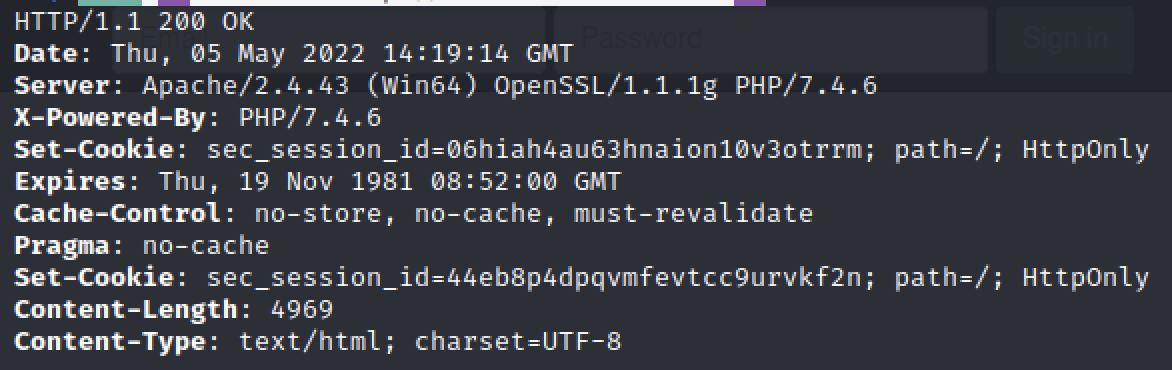 HTTP/1.1 200 OK
Date: Thu, 05 May 2022 14:19:14 GMT
Password
Sign in
Server: Apache/2.4.43 (Win64) OpenSSL/1.1.1g PHP/7.4.6
X-Powered-By: PHP/7.4.6
Set-Cookie: sec_session_id=06hiah4au63hnaion10v3otrrm; path=/; HttpOnly
Expires: Thu, 19 Nov 1981 08:52:00 GMT
Cache-Control: no-store, no-cache, must-revalidate
Pragma: no-cache
Set-Cookie: sec_session_id=44eb8p4dpqvmfevtcc9urvkf2n; path=/; HttpOnly
Content-Length: 4969
Content-Type: text/html; charset=UTF-8